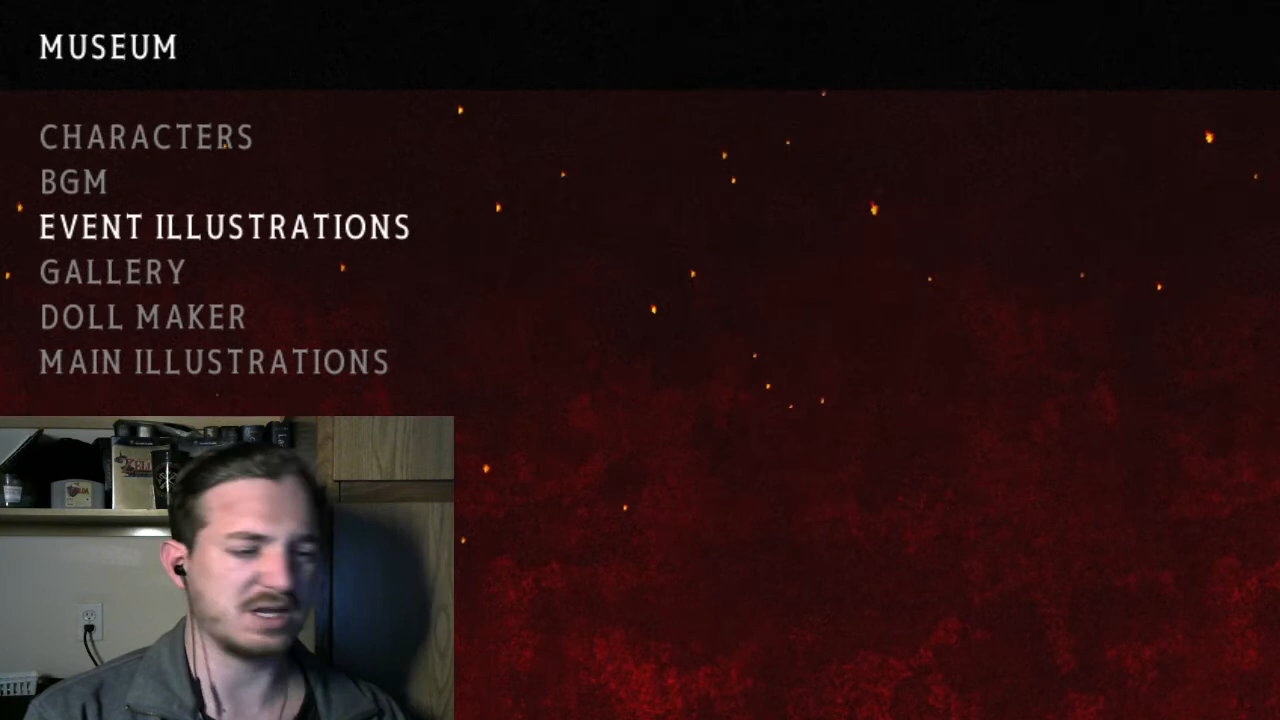 MUSEUM
CHARACTERS
BGM
EVENT ILLUSTRATIONS
GALLERY
DOLL MAKER
MAIN ILLUSTRATIONS